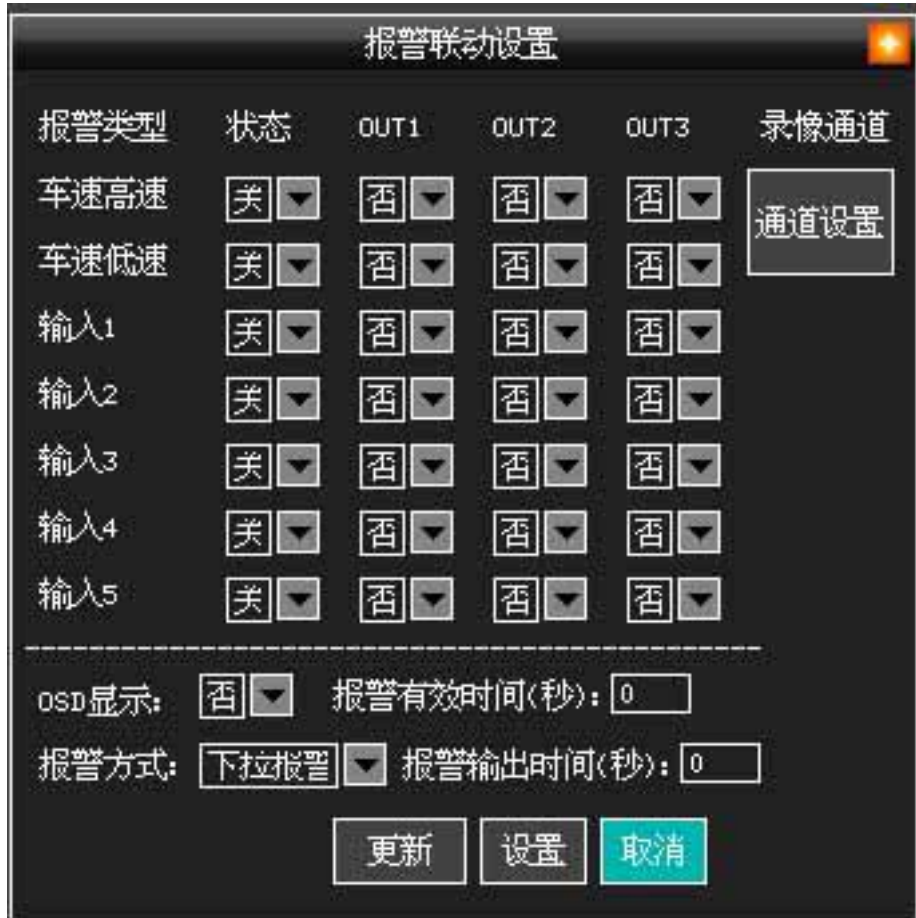 报警联动设置
报警类型 状态 OUT1 OUT2 OUT3 录像通道
车速高速 关 否 否 否 通道设置
车速低速 关 否 否 否
输入1 关 否 否 否
输入2 关 否 否 否
输入3 关 否 否 否
输入4 关 否 否 否
输入5 关 否 否 否
OSD显示: 否 报警有效时间(秒): 0
报警方式: 下拉报警 报警输出时间(秒): 0
更新 设置 取消